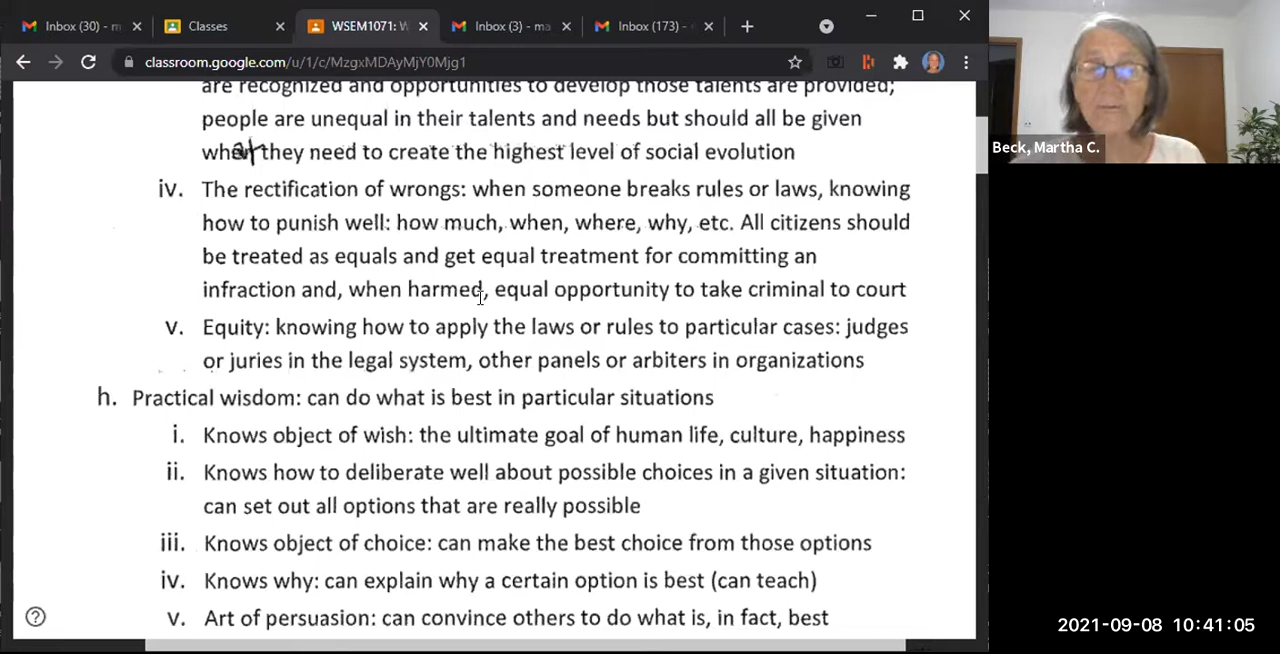 Inbox (30) - m
Classes
WSEM1071: W
Inbox (3) - ma
Inbox (173) -
classroom.google.com/u/1/c/MzgxMDAyMjY0Mjg1
are recognized and opportunities to develop those talents are provided;
people are unequal in their talents and needs but should all be given
what they need to create the highest level of social evolution
iv. The rectification of wrongs: when someone breaks rules or laws, knowing
how to punish well: how much, when, where, why, etc. All citizens should
be treated as equals and get equal treatment for committing an
infraction and, when harmed, equal opportunity to take criminal to court
v. Equity: knowing how to apply the laws or rules to particular cases: judges
or juries in the legal system, other panels or arbiters in organizations
h. Practical wisdom: can do what is best in particular situations
i. Knows object of wish: the ultimate goal of human life, culture, happiness
ii. Knows how to deliberate well about possible choices in a given situation:
can set out all options that are really possible
iii. Knows object of choice: can make the best choice from those options
iv. Knows why: can explain why a certain option is best (can teach)
v. Art of persuasion: can convince others to do what is, in fact, best
Beck, Martha C.
2021-09-08 10:41:05